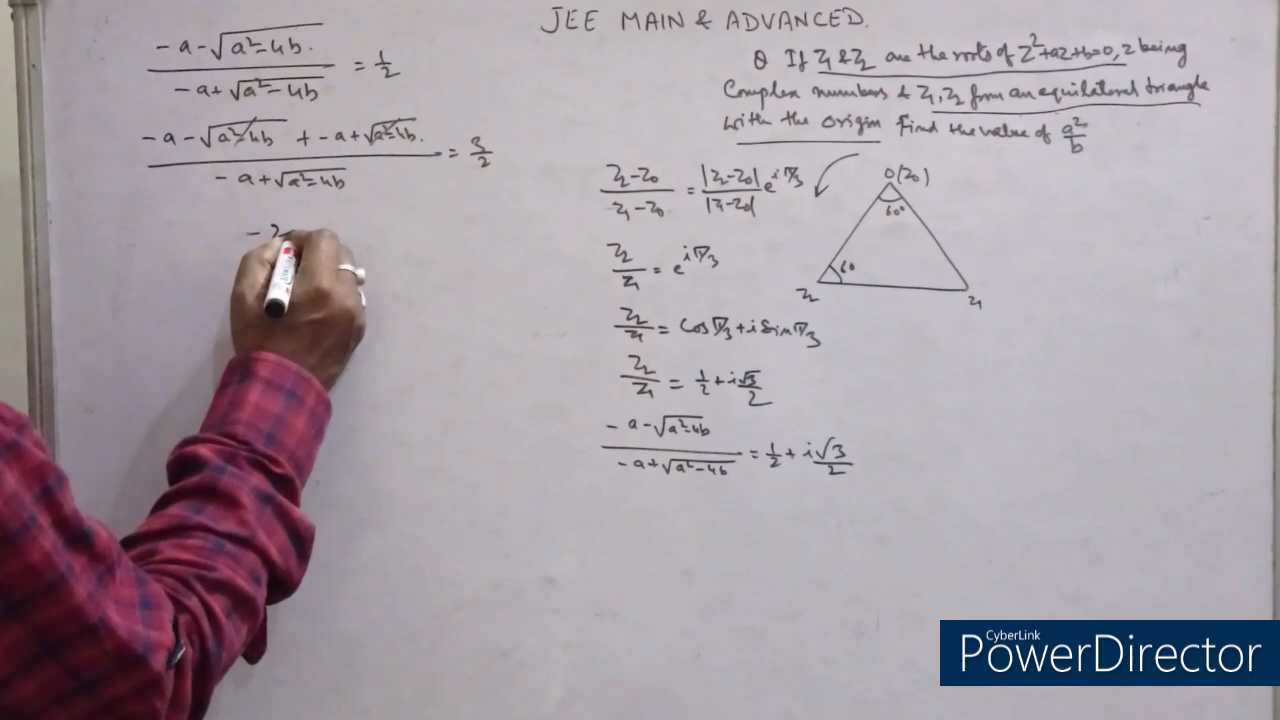 JEE MAIN & ADVANCED.
Q If Z₁ & Z₂ are the roots of Z²+az+b=0, z being
Complex numbers & Z₁, Z₂ form an equilateral triangle
with the origin Find the value of a²/b
(-a-√(a²-4b))/(-a+√(a²-4b)) = 1/2
(-a-√(a²-4b) + -a+√(a²-4b))/(-a+√(a²-4b)) = 3/2
- 2
(Z₂-Z₀)/(Z₁-Z₀) = |Z₂-Z₀|/|Z₁-Z₀| e^(iπ/3)
Z₂/Z₁ = e^(iπ/3)
Z₂/Z₁ = Cos π/3 + i Sin π/3
Z₂/Z₁ = 1/2 + i√3/2
(-a-√(a²-4b))/(-a+√(a²-4b)) = 1/2 + i√3/2
O(Z₀)
60°
60
Z₂
Z₁
CyberLink
PowerDirector